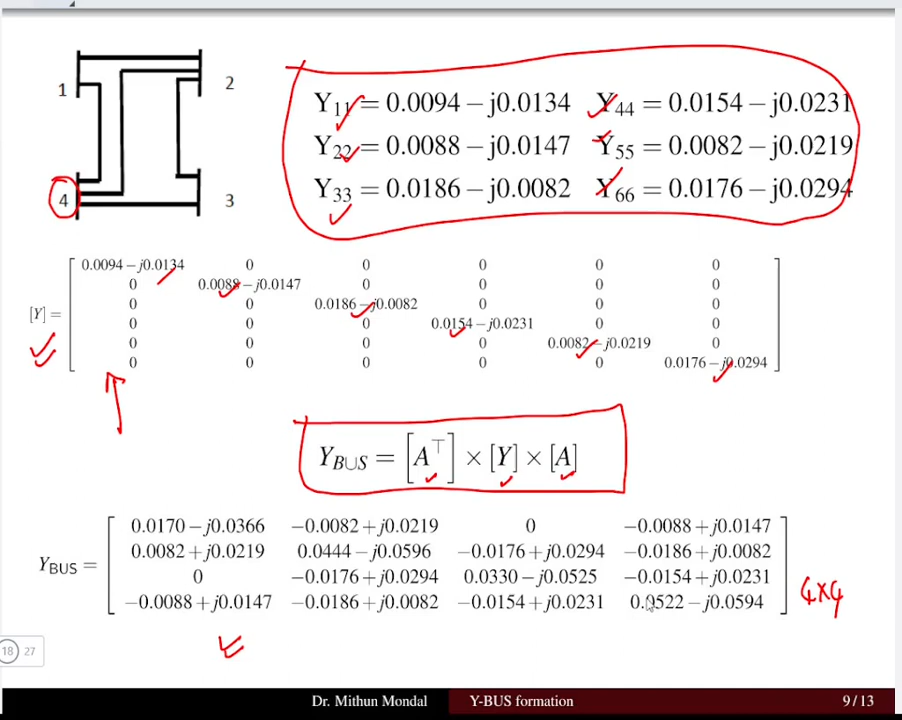 1 2
4 3
Y₁₁ = 0.0094 − j0.0134 Y₄₄ = 0.0154 − j0.0231
Y₂₂ = 0.0088 − j0.0147 Y₅₅ = 0.0082 − j0.0219
Y₃₃ = 0.0186 − j0.0082 Y₆₆ = 0.0176 − j0.0294
0.0094 − j0.0134 0 0 0 0 0
0 0.0088 − j0.0147 0 0 0 0
0 0 0.0186 − j0.0082 0 0 0
[Y] = 0 0 0 0.0154 − j0.0231 0 0
0 0 0 0 0.0082 − j0.0219 0
0 0 0 0 0 0.0176 − j0.0294
Y_BUS = [A^⊤] × [Y] × [A]
0.0170 − j0.0366 −0.0082 + j0.0219 0 −0.0088 + j0.0147
Y_BUS = 0.0082 + j0.0219 0.0444 − j0.0596 −0.0176 + j0.0294 −0.0186 + j0.0082
0 −0.0176 + j0.0294 0.0330 − j0.0525 −0.0154 + j0.0231
−0.0088 + j0.0147 −0.0186 + j0.0082 −0.0154 + j0.0231 0.0522 − j0.0594
4×4
18 27
Dr. Mithun Mondal Y-BUS formation 9 / 13